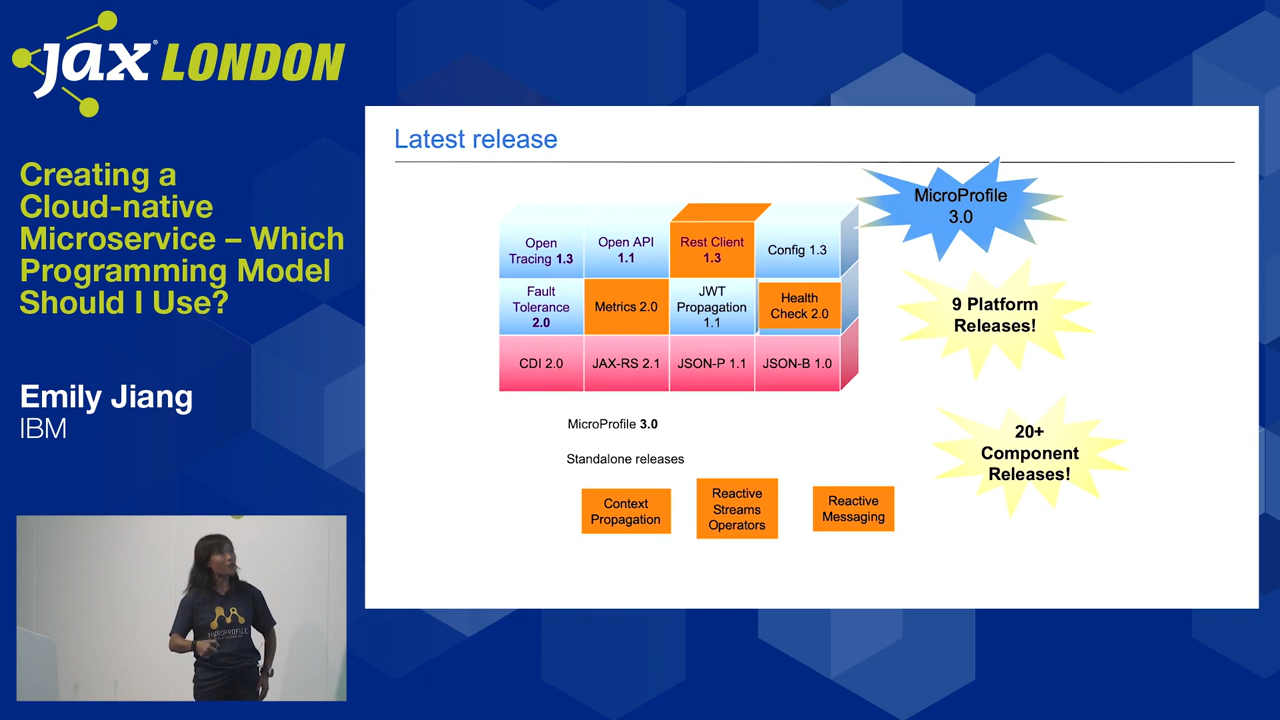 jax LONDON
Creating a
Cloud-native
Microservice – Which
Programming Model
Should I Use?
Emily Jiang
IBM
Latest release
MicroProfile
3.0
Open
Tracing 1.3
Open API
1.1
Rest Client
1.3
Config 1.3
Fault
Tolerance
2.0
Metrics 2.0
JWT
Propagation
1.1
Health
Check 2.0
CDI 2.0
JAX-RS 2.1
JSON-P 1.1
JSON-B 1.0
9 Platform
Releases!
MicroProfile 3.0
20+
Component
Releases!
Standalone releases
Context
Propagation
Reactive
Streams
Operators
Reactive
Messaging
MICROPROFILE